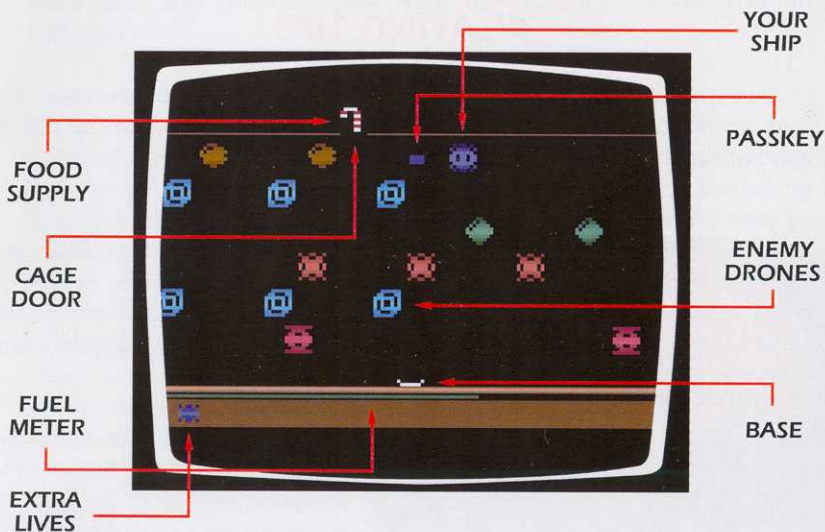 YOUR
SHIP
PASSKEY
FOOD
SUPPLY
CAGE
DOOR
ENEMY
DRONES
FUEL
METER
BASE
EXTRA
LIVES